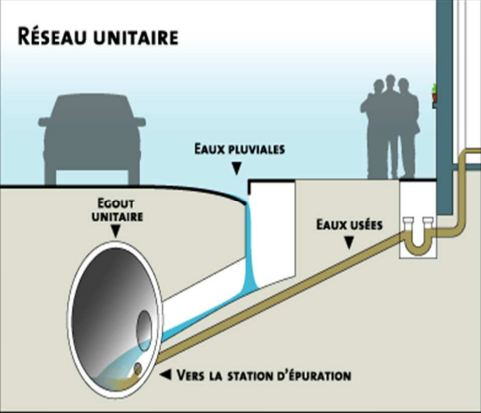 RÉSEAU UNITAIRE
EAUX PLUVIALES
EGOUT
UNITAIRE
EAUX USÉES
VERS LA STATION D'ÉPURATION